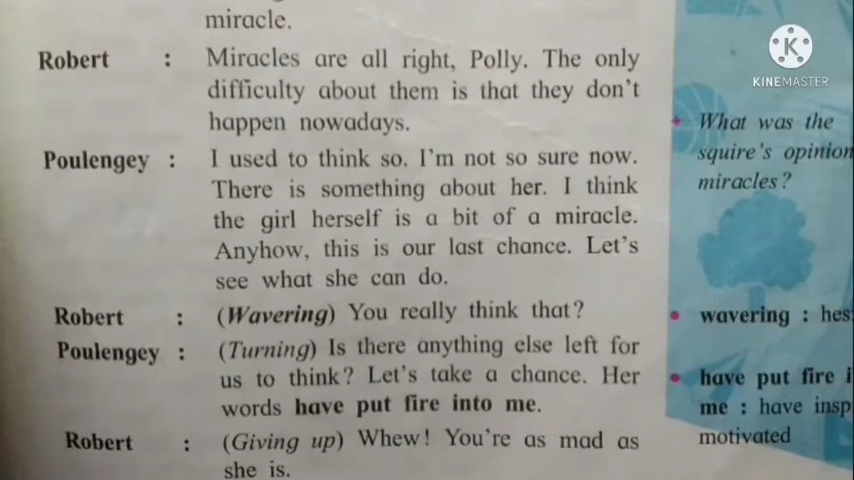 miracle.
Robert : Miracles are all right, Polly. The only
difficulty about them is that they don't
happen nowadays.
Poulengey : I used to think so. I'm not so sure now.
There is something about her. I think
the girl herself is a bit of a miracle.
Anyhow, this is our last chance. Let's
see what she can do.
Robert : (Wavering) You really think that?
Poulengey : (Turning) Is there anything else left for
us to think? Let's take a chance. Her
words have put fire into me.
Robert : (Giving up) Whew! You're as mad as
she is.
K
KINEMASTER
What was the
squire's opinion
miracles?
wavering : hes
have put fire i
me : have insp
motivated